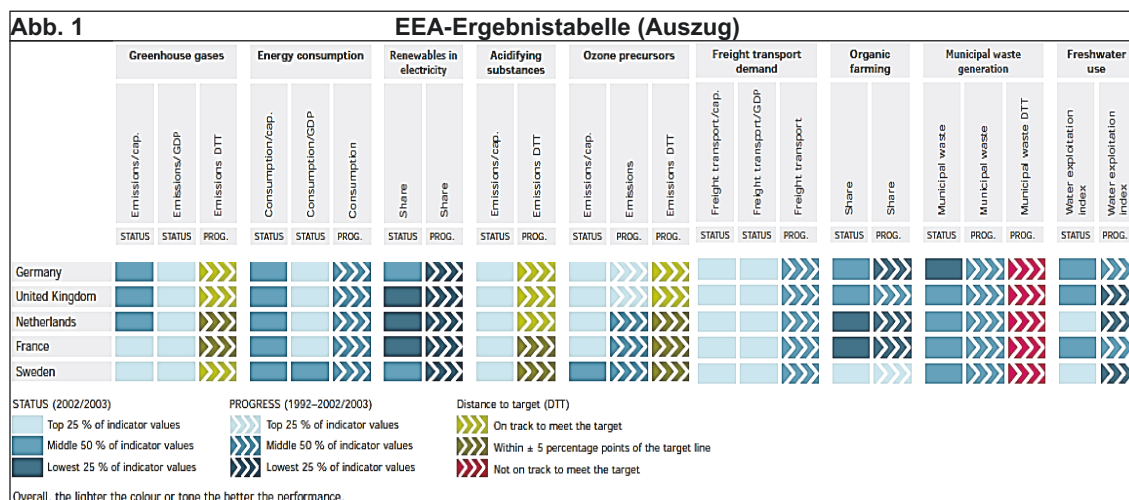 Abb. 1 EEA-Ergebnistabelle (Auszug)
Greenhouse gases Energy consumption Renewables in electricity Acidifying substances Ozone precursors Freight transport demand Organic farming Municipal waste generation Freshwater use
Emissions/cap. Emissions/GDP Emissions DTT Consumption/cap. Consumption/GDP Consumption Share Share Emissions/cap. Emissions DTT Emissions/cap. Emissions Emissions DTT Freight transport/cap. Freight transport/GDP Freight transport Share Share Municipal waste Municipal waste Municipal waste DTT Water exploitation index Water exploitation index
STATUS STATUS PROG. STATUS STATUS PROG. STATUS PROG. STATUS PROG. STATUS PROG. PROG. STATUS STATUS PROG. STATUS PROG. STATUS PROG. PROG. STATUS PROG.
Germany
United Kingdom
Netherlands
France
Sweden
STATUS (2002/2003) PROGRESS (1992–2002/2003) Distance to target (DTT)
Top 25 % of indicator values Top 25 % of indicator values On track to meet the target
Middle 50 % of indicator values Middle 50 % of indicator values Within ± 5 percentage points of the target line
Lowest 25 % of indicator values Lowest 25 % of indicator values Not on track to meet the target
Overall, the lighter the colour or tone the better the performance.